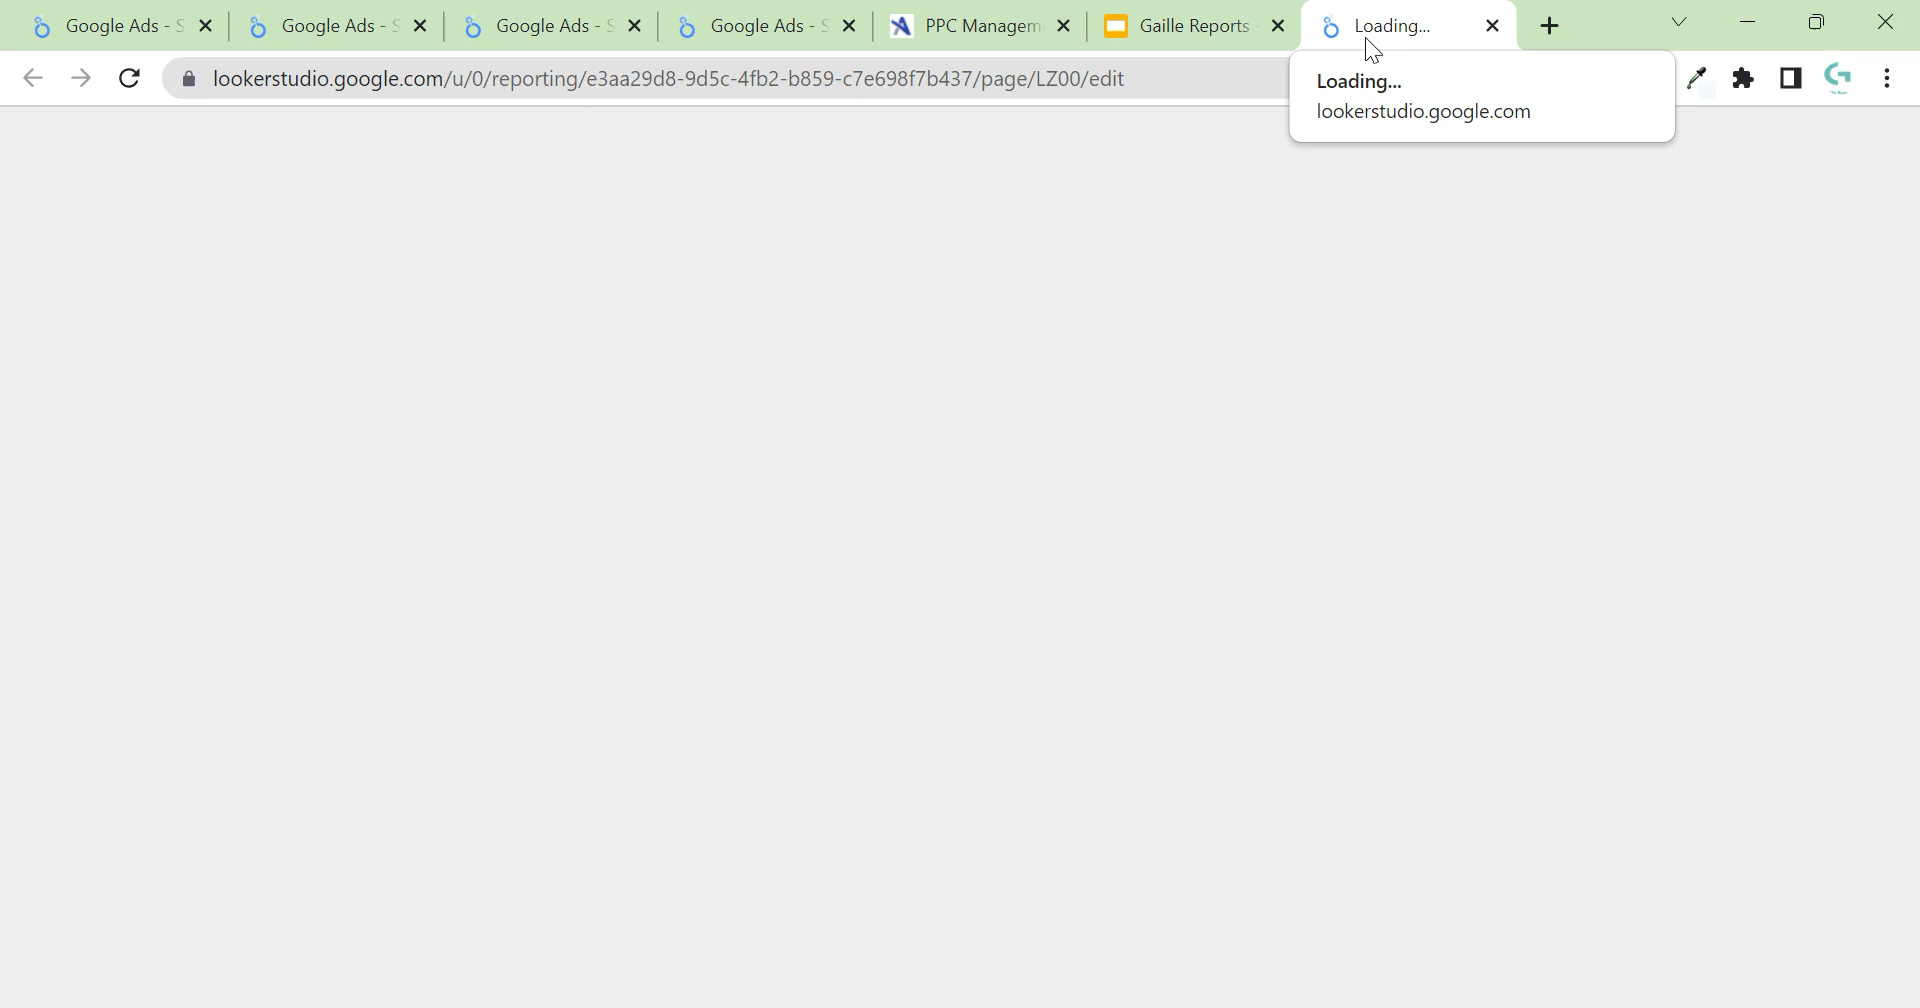 Google Ads - S
Google Ads - S
Google Ads - S
Google Ads - S
PPC Managem
Gaille Reports
Loading...
lookerstudio.google.com/u/0/reporting/e3aa29d8-9d5c-4fb2-b859-c7e698f7b437/page/LZ00/edit
Loading...
lookerstudio.google.com